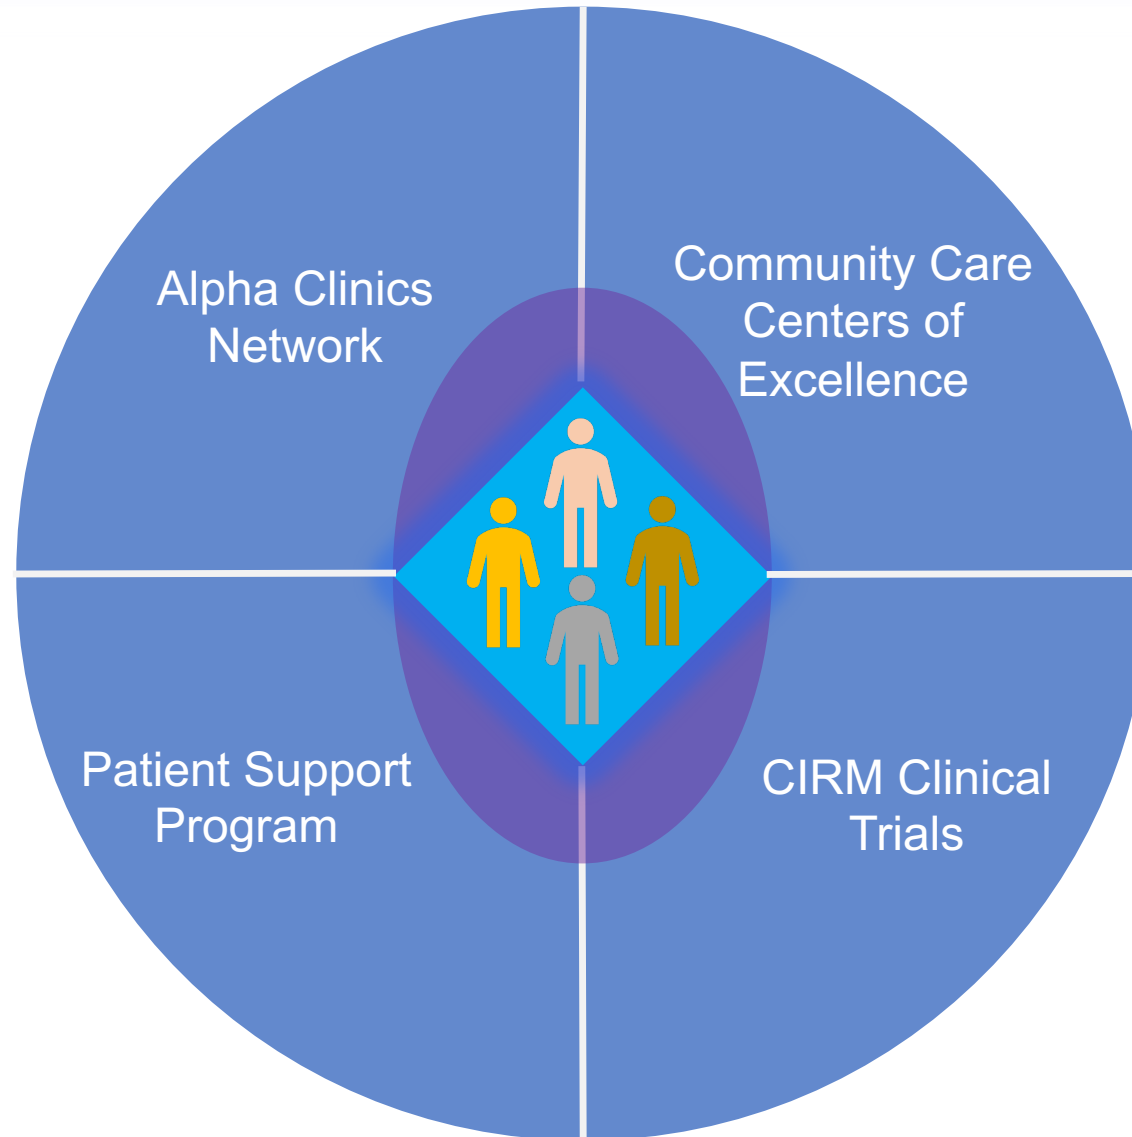 Alpha Clinics
Network
Community Care
Centers of
Excellence
Patient Support
Program
CIRM Clinical
Trials